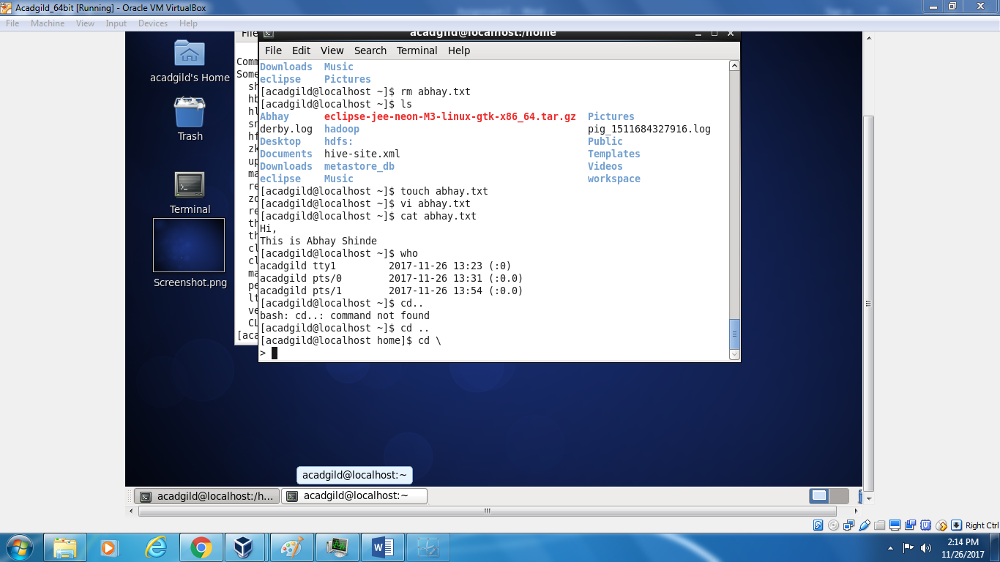 Acadgild_64bit [Running] - Oracle VM VirtualBox
File Machine View Input Devices Help
acadgild's Home
Trash
Terminal
Screenshot.png
File
Comm
Some
sh
hl
sn
hf
zk
up
ma
re
zo
re
th
th
cl
cl
ma
pe
lt
ve
CL
[aca
acadgild@localhost:/home
File Edit View Search Terminal Help
Downloads Music
eclipse Pictures
[acadgild@localhost ~]$ rm abhay.txt
[acadgild@localhost ~]$ ls
Abhay eclipse-jee-neon-M3-linux-gtk-x86_64.tar.gz Pictures
derby.log hadoop pig_1511684327916.log
Desktop hdfs: Public
Documents hive-site.xml Templates
Downloads metastore_db Videos
eclipse Music workspace
[acadgild@localhost ~]$ touch abhay.txt
[acadgild@localhost ~]$ vi abhay.txt
[acadgild@localhost ~]$ cat abhay.txt
Hi,
This is Abhay Shinde
[acadgild@localhost ~]$ who
acadgild tty1 2017-11-26 13:23 (:0)
acadgild pts/0 2017-11-26 13:31 (:0.0)
acadgild pts/1 2017-11-26 13:54 (:0.0)
[acadgild@localhost ~]$ cd..
bash: cd..: command not found
[acadgild@localhost ~]$ cd ..
[acadgild@localhost home]$ cd \
>
acadgild@localhost:~
acadgild@localhost:/h...
acadgild@localhost:~
Right Ctrl
2:14 PM
11/26/2017